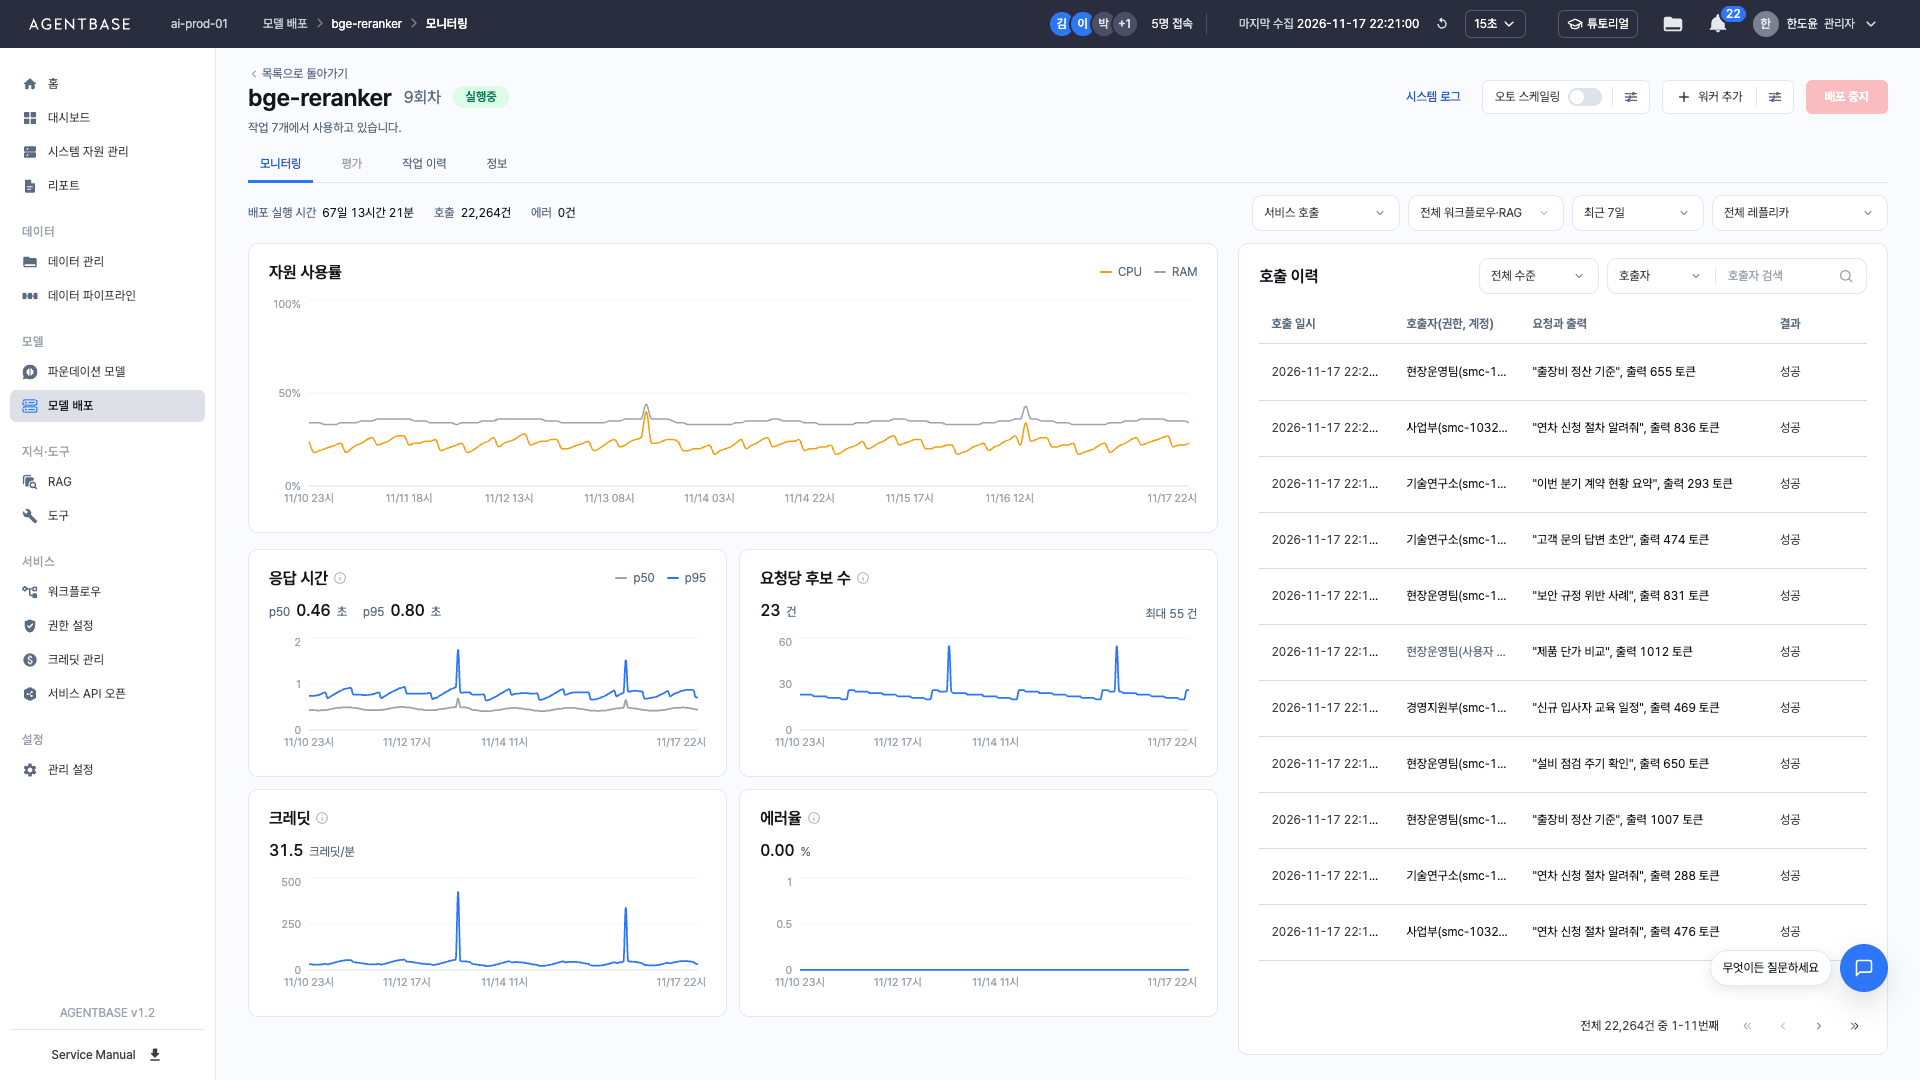 AGENTBASE
ai-prod-01
모델 배포 > bge-reranker > 모니터링
김 이 박 +1 5명 접속
마지막 수집 2026-11-17 22:21:00
15초
튜토리얼
22
한 한도윤 관리자
홈
대시보드
시스템 자원 관리
리포트
데이터
데이터 관리
데이터 파이프라인
모델
파운데이션 모델
모델 배포
지식·도구
RAG
도구
서비스
워크플로우
권한 설정
크레딧 관리
서비스 API 오픈
설정
관리 설정
AGENTBASE v1.2
Service Manual
목록으로 돌아가기
bge-reranker 9회차 실행중
작업 7개에서 사용하고 있습니다.
시스템 로그
오토 스케일링
워커 추가
배포 중지
모니터링 평가 작업 이력 정보
배포 실행 시간 67일 13시간 21분 호출 22,264건 에러 0건
서비스 호출
전체 워크플로우·RAG
최근 7일
전체 레플리카
자원 사용률
CPU RAM
100%
50%
0%
11/10 23시 11/11 18시 11/12 13시 11/13 08시 11/14 03시 11/14 22시 11/15 17시 11/16 12시 11/17 22시
응답 시간
p50 p95
p50 0.46 초 p95 0.80 초
2
1
0
11/10 23시 11/12 17시 11/14 11시 11/17 22시
요청당 후보 수
23 건
최대 55 건
60
30
0
11/10 23시 11/12 17시 11/14 11시 11/17 22시
크레딧
31.5 크레딧/분
500
250
0
11/10 23시 11/12 17시 11/14 11시 11/17 22시
에러율
0.00 %
1
0.5
0
11/10 23시 11/12 17시 11/14 11시 11/17 22시
호출 이력
전체 수준
호출자
호출자 검색
호출 일시 호출자(권한, 계정) 요청과 출력 결과
2026-11-17 22:2... 현장운영팀(smc-1... "출장비 정산 기준", 출력 655 토큰 성공
2026-11-17 22:2... 사업부(smc-1032... "연차 신청 절차 알려줘", 출력 836 토큰 성공
2026-11-17 22:1... 기술연구소(smc-1... "이번 분기 계약 현황 요약", 출력 293 토큰 성공
2026-11-17 22:1... 기술연구소(smc-1... "고객 문의 답변 초안", 출력 474 토큰 성공
2026-11-17 22:1... 현장운영팀(smc-1... "보안 규정 위반 사례", 출력 831 토큰 성공
2026-11-17 22:1... 현장운영팀(사용자 ... "제품 단가 비교", 출력 1012 토큰 성공
2026-11-17 22:1... 경영지원부(smc-1... "신규 입사자 교육 일정", 출력 469 토큰 성공
2026-11-17 22:1... 현장운영팀(smc-1... "설비 점검 주기 확인", 출력 650 토큰 성공
2026-11-17 22:1... 현장운영팀(smc-1... "출장비 정산 기준", 출력 1007 토큰 성공
2026-11-17 22:1... 기술연구소(smc-1... "연차 신청 절차 알려줘", 출력 288 토큰 성공
2026-11-17 22:1... 사업부(smc-1032... "연차 신청 절차 알려줘", 출력 476 토큰 성공
무엇이든 질문하세요
전체 22,264건 중 1-11번째